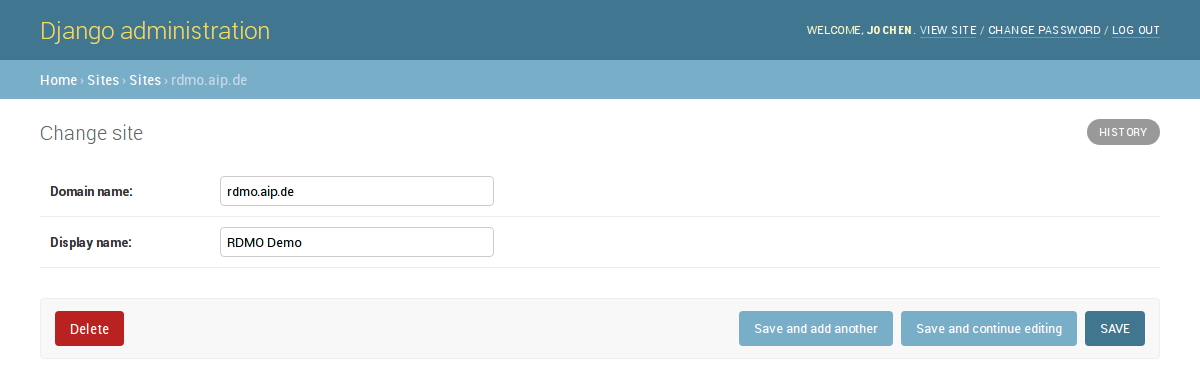 Django administration
WELCOME, JOCHEN. VIEW SITE / CHANGE PASSWORD / LOG OUT
Home › Sites › Sites › rdmo.aip.de
Change site
HISTORY
Domain name: rdmo.aip.de
Display name: RDMO Demo
Delete Save and add another Save and continue editing SAVE